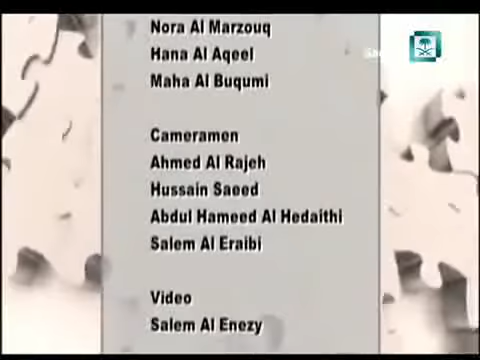 Nora Al Marzouq
Hana Al Aqeel
Maha Al Buqumi
Cameramen
Ahmed Al Rajeh
Hussain Saeed
Abdul Hameed Al Hedaithi
Salem Al Eraibi
Video
Salem Al Enezy